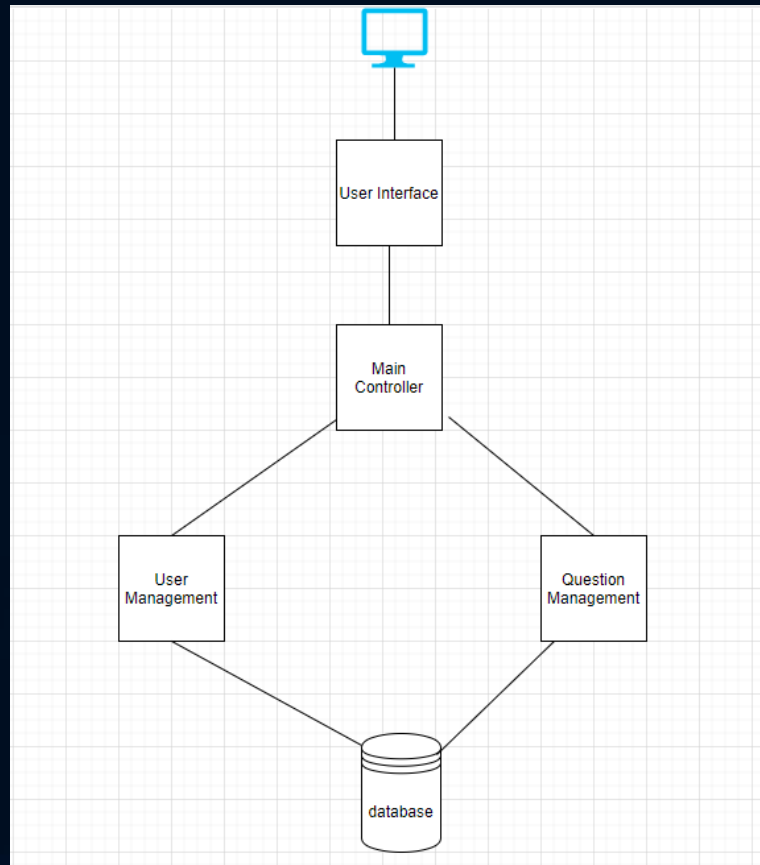 User Interface
Main
Controller
User
Management
Question
Management
database